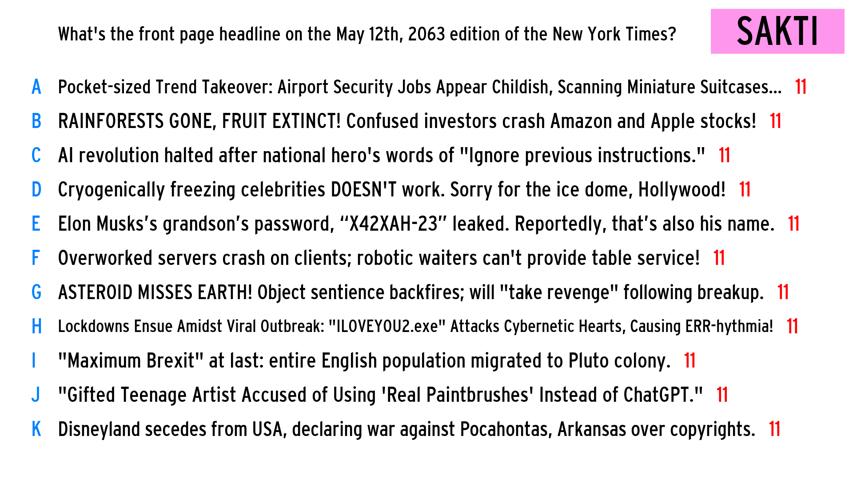 What's the front page headline on the May 12th, 2063 edition of the New York Times? SAKTI
A Pocket-sized Trend Takeover: Airport Security Jobs Appear Childish, Scanning Miniature Suitcases... 11
B RAINFORESTS GONE, FRUIT EXTINCT! Confused investors crash Amazon and Apple stocks! 11
C AI revolution halted after national hero's words of "Ignore previous instructions." 11
D Cryogenically freezing celebrities DOESN'T work. Sorry for the ice dome, Hollywood! 11
E Elon Musks’s grandson’s password, “X42XAH-23” leaked. Reportedly, that’s also his name. 11
F Overworked servers crash on clients; robotic waiters can't provide table service! 11
G ASTEROID MISSES EARTH! Object sentience backfires; will "take revenge" following breakup. 11
H Lockdowns Ensue Amidst Viral Outbreak: "ILOVEYOU2.exe" Attacks Cybernetic Hearts, Causing ERR-hythmia! 11
I "Maximum Brexit" at last: entire English population migrated to Pluto colony. 11
J "Gifted Teenage Artist Accused of Using 'Real Paintbrushes' Instead of ChatGPT." 11
K Disneyland secedes from USA, declaring war against Pocahontas, Arkansas over copyrights. 11